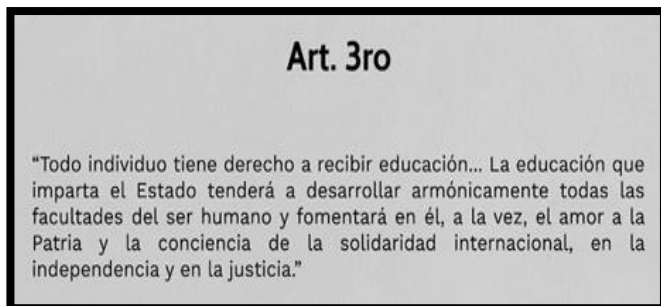 Art. 3ro
“Todo individuo tiene derecho a recibir educación... La educación que
imparta el Estado tenderá a desarrollar armónicamente todas las
facultades del ser humano y fomentará en él, a la vez, el amor a la
Patria y la conciencia de la solidaridad internacional, en la
independencia y en la justicia.”